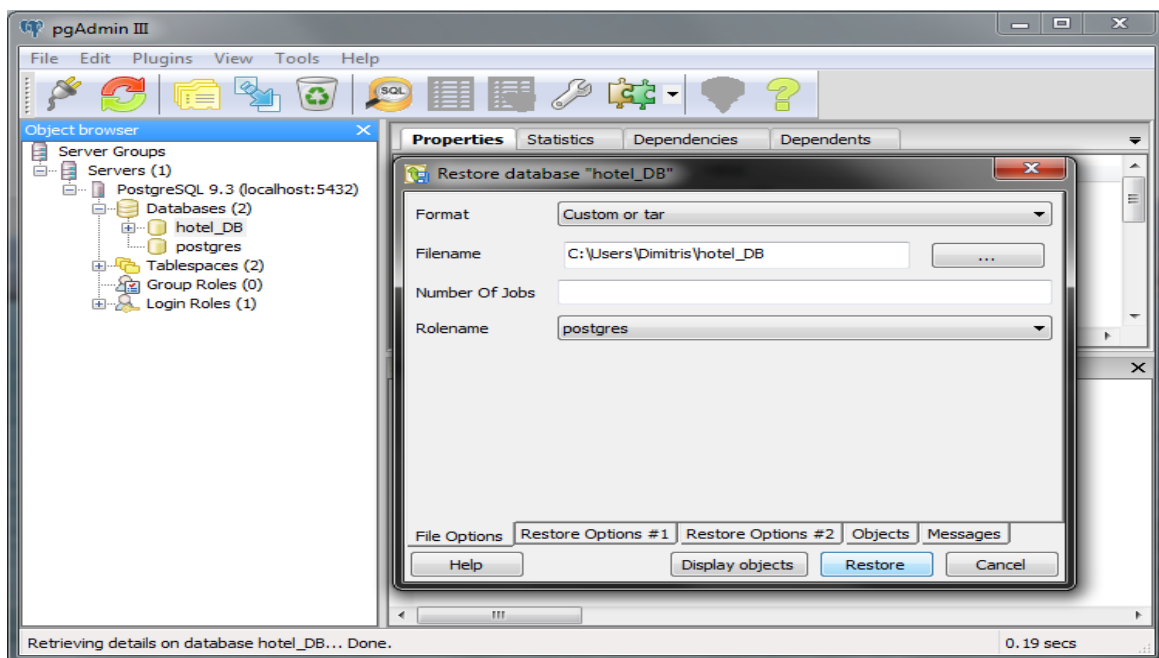 pgAdmin III
File Edit Plugins View Tools Help
SQL
Object browser
Server Groups
Servers (1)
PostgreSQL 9.3 (localhost:5432)
Databases (2)
hotel_DB
postgres
Tablespaces (2)
Group Roles (0)
Login Roles (1)
Properties Statistics Dependencies Dependents
Restore database "hotel_DB"
Format Custom or tar
Filename C:\Users\Dimitris\hotel_DB ...
Number Of Jobs
Rolename postgres
File Options Restore Options #1 Restore Options #2 Objects Messages
Help Display objects Restore Cancel
Retrieving details on database hotel_DB... Done. 0.19 secs